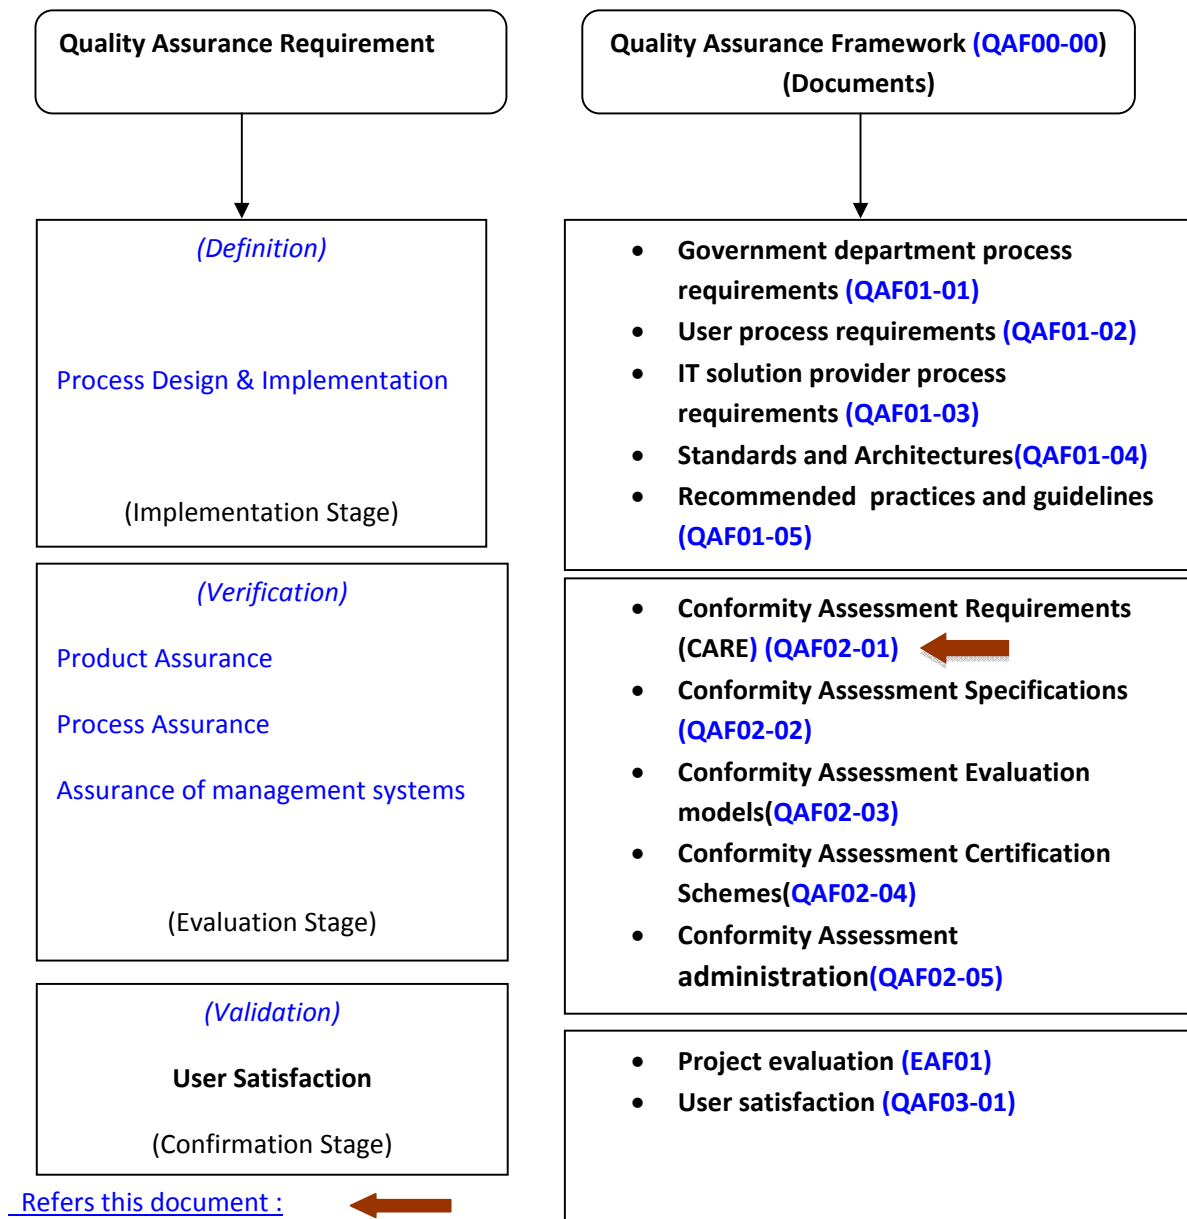 Quality Assurance Requirement
Quality Assurance Framework (QAF00-00)
(Documents)
(Definition)
Process Design & Implementation
(Implementation Stage)
• Government department process
requirements (QAF01-01)
• User process requirements (QAF01-02)
• IT solution provider process
requirements (QAF01-03)
• Standards and Architectures(QAF01-04)
• Recommended practices and guidelines
(QAF01-05)
(Verification)
Product Assurance
Process Assurance
Assurance of management systems
(Evaluation Stage)
• Conformity Assessment Requirements
(CARE) (QAF02-01)
• Conformity Assessment Specifications
(QAF02-02)
• Conformity Assessment Evaluation
models(QAF02-03)
• Conformity Assessment Certification
Schemes(QAF02-04)
• Conformity Assessment
administration(QAF02-05)
(Validation)
User Satisfaction
(Confirmation Stage)
• Project evaluation (EAF01)
• User satisfaction (QAF03-01)
Refers this document :